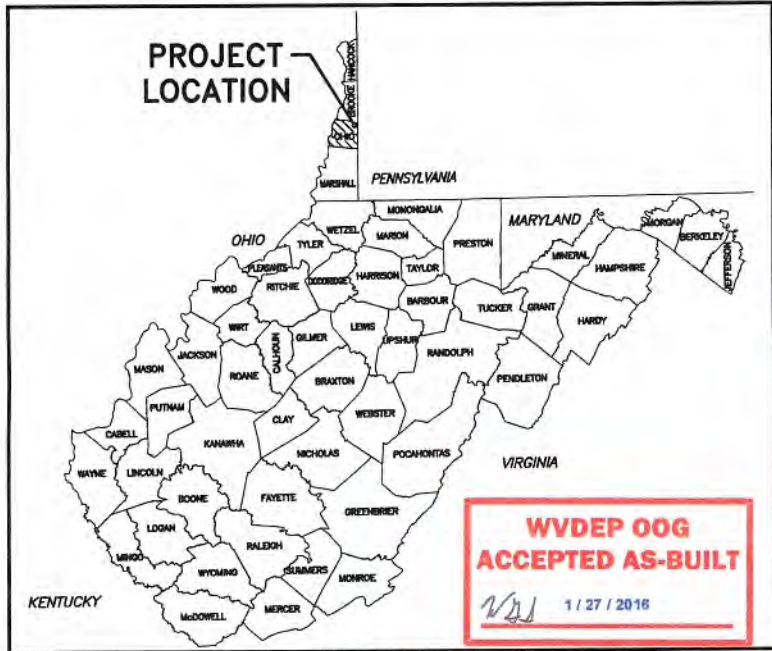 PROJECT
LOCATION
HANCOCK
BROOKE
OHIO
MARSHALL
PENNSYLVANIA
WETZEL
MONONGALIA
MARYLAND
MORGAN
BERKELEY
JEFFERSON
OHIO
TYLER
MARION
PRESTON
MINERAL
HAMPSHIRE
PLEASANTS
WOOD
RITCHIE
DODDRIDGE
HARRISON
TAYLOR
BARBOUR
TUCKER
GRANT
HARDY
WIRT
GILMER
LEWIS
UPSHUR
RANDOLPH
MASON
JACKSON
ROANE
CALHOUN
BRAXTON
PENDLETON
PUTNAM
CLAY
WEBSTER
CABELL
KANAWHA
NICHOLAS
POCAHONTAS
VIRGINIA
WAYNE
LINCOLN
BOONE
FAYETTE
GREENBRIER
LOGAN
RALEIGH
MINGO
WYOMING
SUMMERS
MONROE
KENTUCKY
McDOWELL
MERCER
WVDEP OOG
ACCEPTED AS-BUILT
1 / 27 / 2016